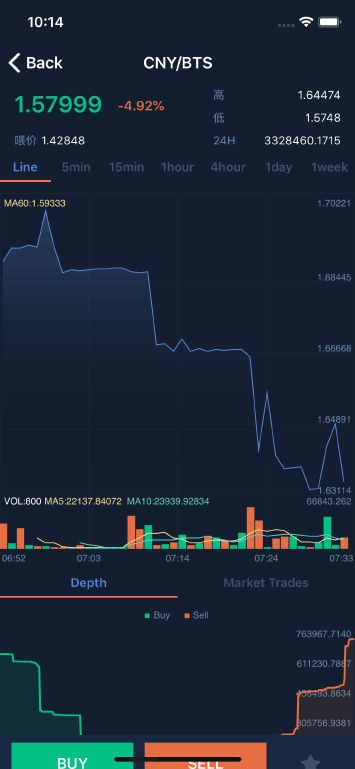 10:14
Back
CNY/BTS
1.57999 -4.92%
高 1.64474
低 1.5748
喂价 1.42848
24H 3328460.1715
Line 5min 15min 1hour 4hour 1day 1week
MA60:1.59333
1.70221
1.68445
1.66668
1.64891
1.63114
VOL:800 MA5:22137.84072 MA10:23939.92834
66843.262
06:52 07:03 07:14 07:24 07:33
Depth Market Trades
Buy Sell
763967.7140
611230.7887
458493.8634
305756.9381
BUY SELL